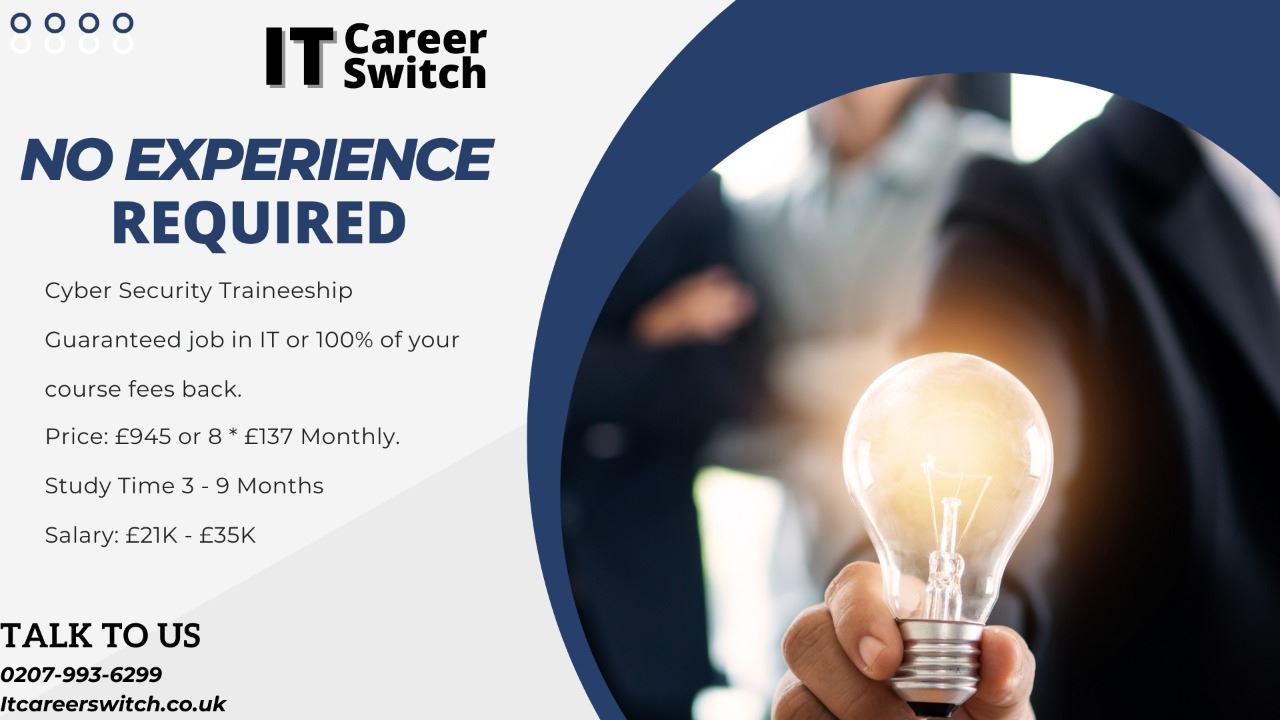 IT Career
Switch
NO EXPERIENCE
REQUIRED
Cyber Security Traineeship
Guaranteed job in IT or 100% of your
course fees back.
Price: £945 or 8 * £137 Monthly.
Study Time 3 - 9 Months
Salary: £21K - £35K
TALK TO US
0207-993-6299
Itcareerswitch.co.uk